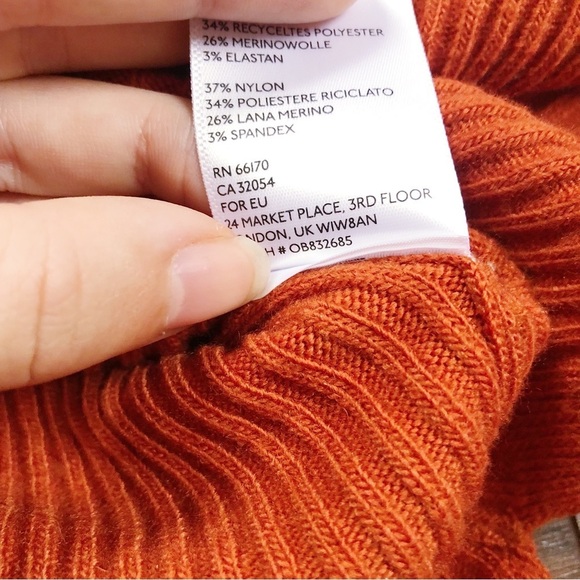 34% RECYCELTES POLYESTER
26% MERINOWOLLE
3% ELASTAN
37% NYLON
34% POLIESTERE RICICLATO
26% LANA MERINO
3% SPANDEX
RN 66170
CA 32054
FOR EU
24 MARKET PLACE, 3RD FLOOR
NDON, UK W1W8AN
H # OB832685